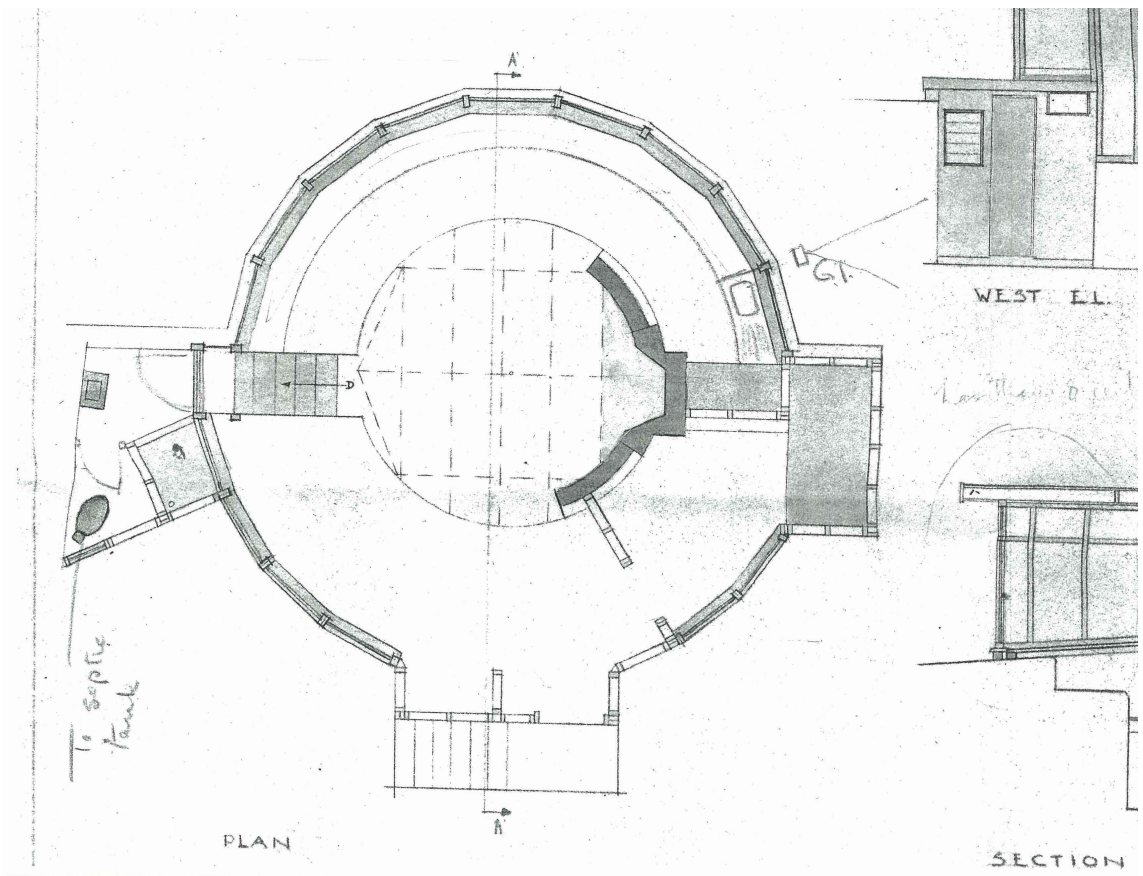 A'
G.I.
WEST EL.
D
To septic
tank
A'
PLAN
SECTION